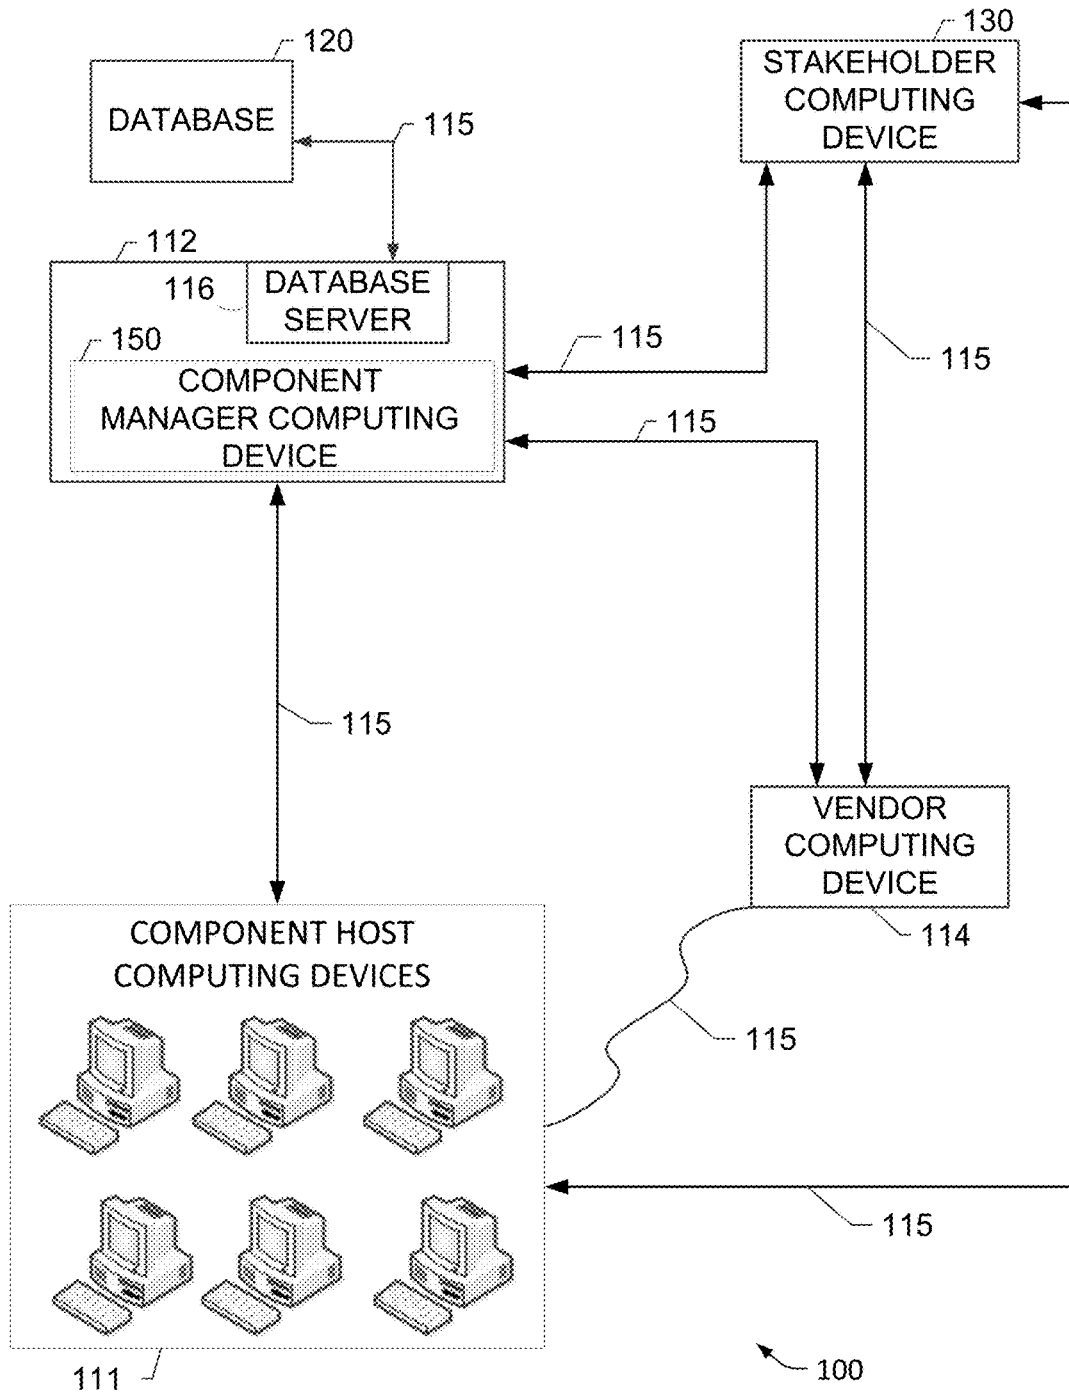 120
DATABASE
115
130
STAKEHOLDER
COMPUTING
DEVICE
112
116
DATABASE
SERVER
150
COMPONENT
MANAGER COMPUTING
DEVICE
115
115
115
115
VENDOR
COMPUTING
DEVICE
114
COMPONENT HOST
COMPUTING DEVICES
115
115
111
100